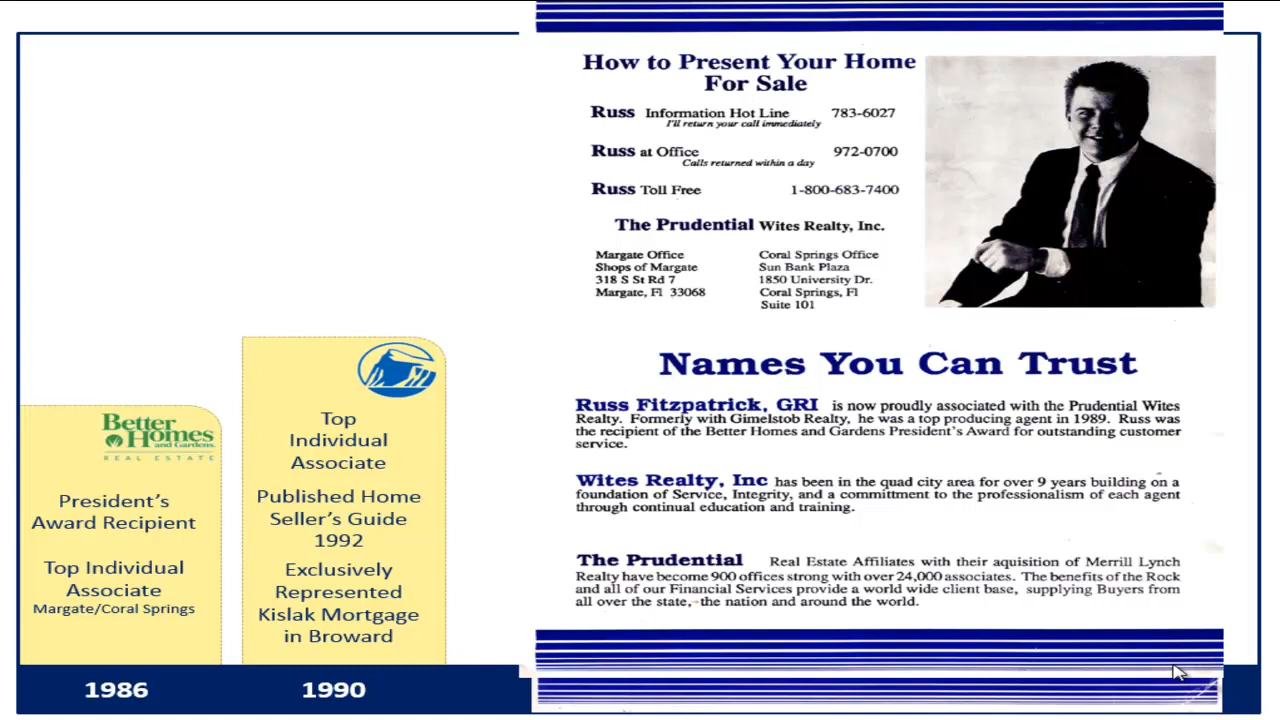 Better
Homes
and Gardens
REAL ESTATE
President's
Award Recipient
Top Individual
Associate
Margate/Coral Springs
1986
Top
Individual
Associate
Published Home
Seller's Guide
1992
Exclusively
Represented
Kislak Mortgage
in Broward
1990
How to Present Your Home
For Sale
Russ Information Hot Line 783-6027
I'll return your call immediately
Russ at Office 972-0700
Calls returned within a day
Russ Toll Free 1-800-683-7400
The Prudential Wites Realty, Inc.
Margate Office
Shops of Margate
318 S St Rd 7
Margate, Fl 33068
Coral Springs Office
Sun Bank Plaza
1850 University Dr.
Coral Springs, Fl
Suite 101
Names You Can Trust
Russ Fitzpatrick, GRI is now proudly associated with the Prudential Wites
Realty. Formerly with Gimelstob Realty, he was a top producing agent in 1989. Russ was
the recipient of the Better Homes and Gardens President's Award for outstanding customer
service.
Wites Realty, Inc has been in the quad city area for over 9 years building on a
foundation of Service, Integrity, and a committment to the professionalism of each agent
through continual education and training.
The Prudential Real Estate Affiliates with their aquisition of Merrill Lynch
Realty have become 900 offices strong with over 24,000 associates. The benefits of the Rock
and all of our Financial Services provide a world wide client base, supplying Buyers from
all over the state, the nation and around the world.